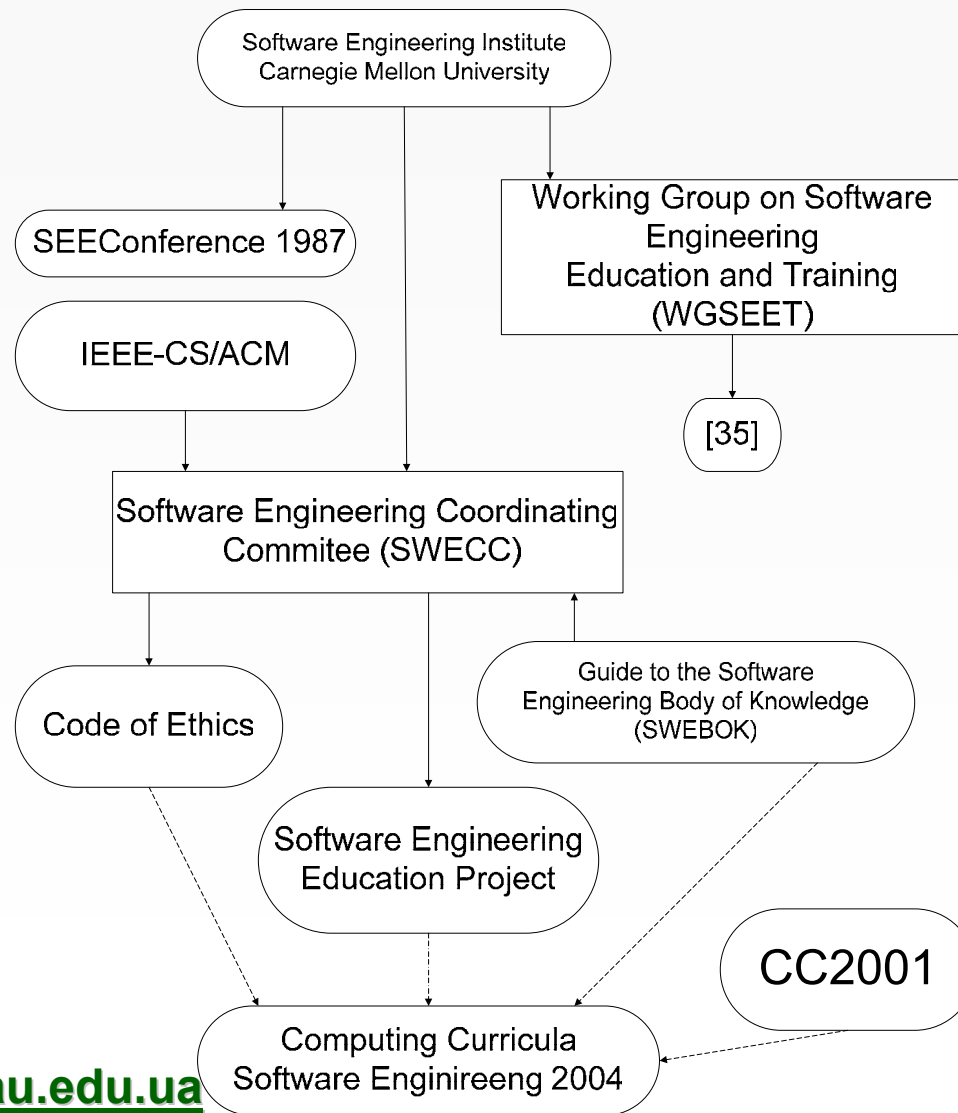 Software Engineering Institute
Carnegie Mellon University
SEEConference 1987
Working Group on Software
Engineering
Education and Training
(WGSEET)
IEEE-CS/ACM
[35]
Software Engineering Coordinating
Commitee (SWECC)
Code of Ethics
Guide to the Software
Engineering Body of Knowledge
(SWEBOK)
Software Engineering
Education Project
CC2001
Computing Curricula
Software Enginireeng 2004
au.edu.ua